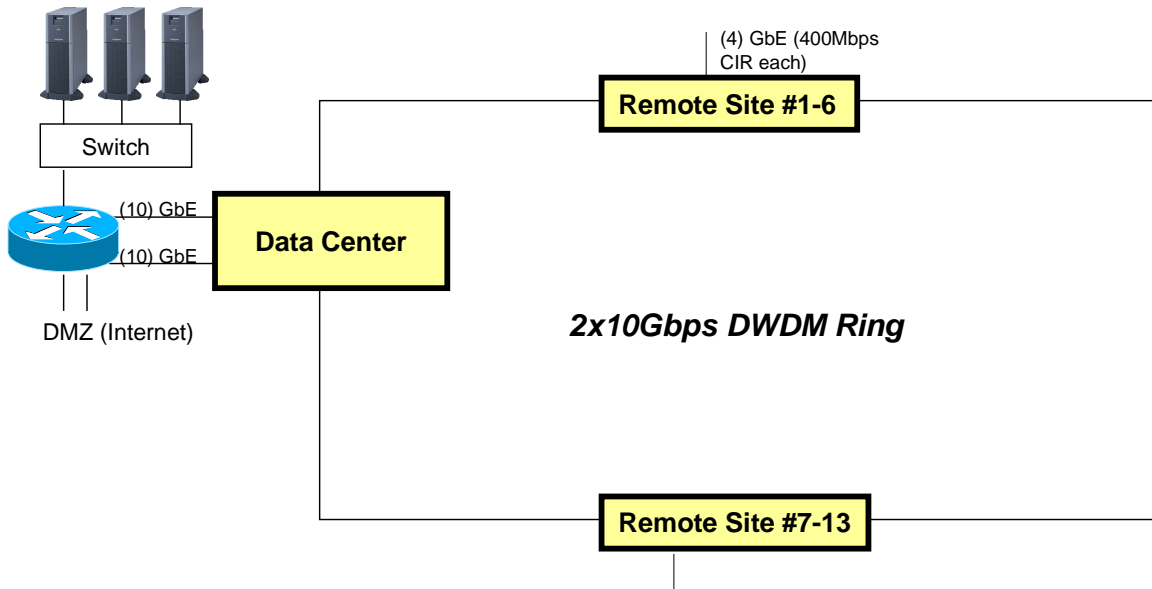 (4) GbE (400Mbps
CIR each)
Remote Site #1-6
Switch
(10) GbE
Data Center
(10) GbE
DMZ (Internet)
2x10Gbps DWDM Ring
Remote Site #7-13